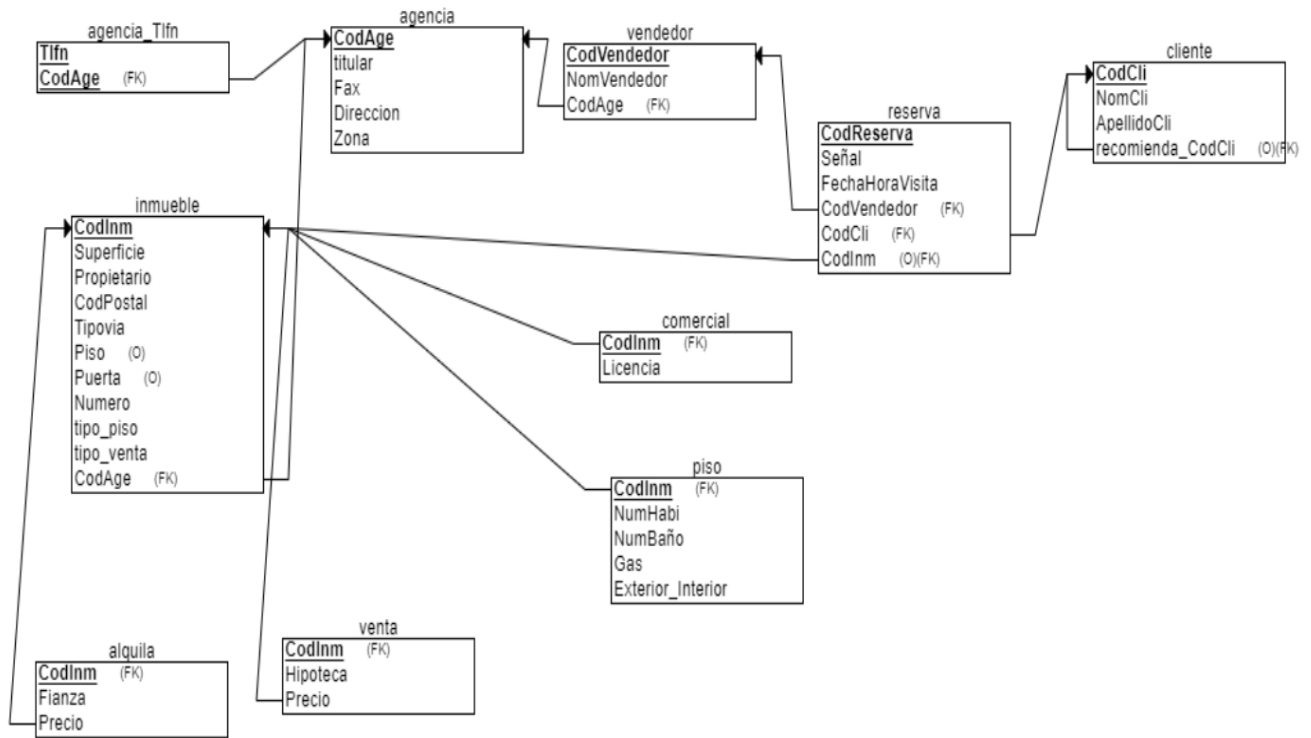 agencia_Tlfn
Tlfn
CodAge (FK)
agencia
CodAge
titular
Fax
Direccion
Zona
vendedor
CodVendedor
NomVendedor
CodAge (FK)
cliente
CodCli
NomCli
ApellidoCli
recomienda_CodCli (O)(FK)
reserva
CodReserva
Señal
FechaHoraVisita
CodVendedor (FK)
CodCli (FK)
CodInm (O)(FK)
inmueble
CodInm
Superficie
Propietario
CodPostal
Tipovia
Piso (O)
Puerta (O)
Numero
tipo_piso
tipo_venta
CodAge (FK)
comercial
CodInm (FK)
Licencia
piso
CodInm (FK)
NumHabi
NumBaño
Gas
Exterior_Interior
alquila
CodInm (FK)
Fianza
Precio
venta
CodInm (FK)
Hipoteca
Precio